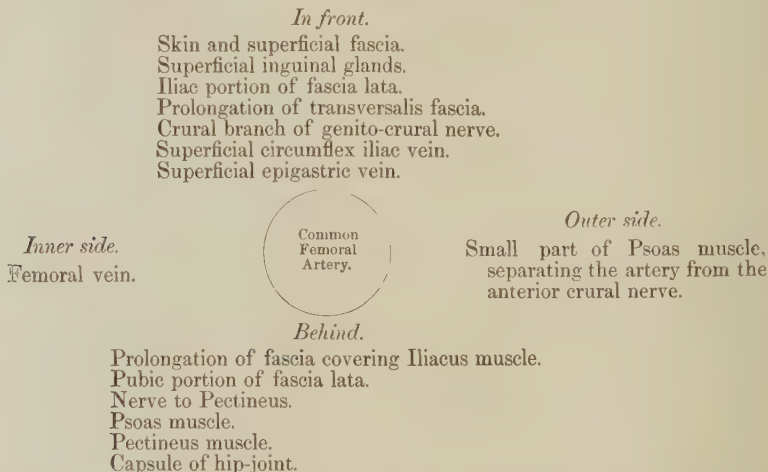 In front.
Skin and superficial fascia.
Superficial inguinal glands.
Iliac portion of fascia lata.
Prolongation of transversalis fascia.
Crural branch of genito-crural nerve.
Superficial circumflex iliac vein.
Superficial epigastric vein.
Inner side.
Femoral vein.
Common
Femoral
Artery.
Outer side.
Small part of Psoas muscle,
separating the artery from the
anterior crural nerve.
Behind.
Prolongation of fascia covering Iliacus muscle.
Pubic portion of fascia lata.
Nerve to Pectineus.
Psoas muscle.
Pectineus muscle.
Capsule of hip-joint.